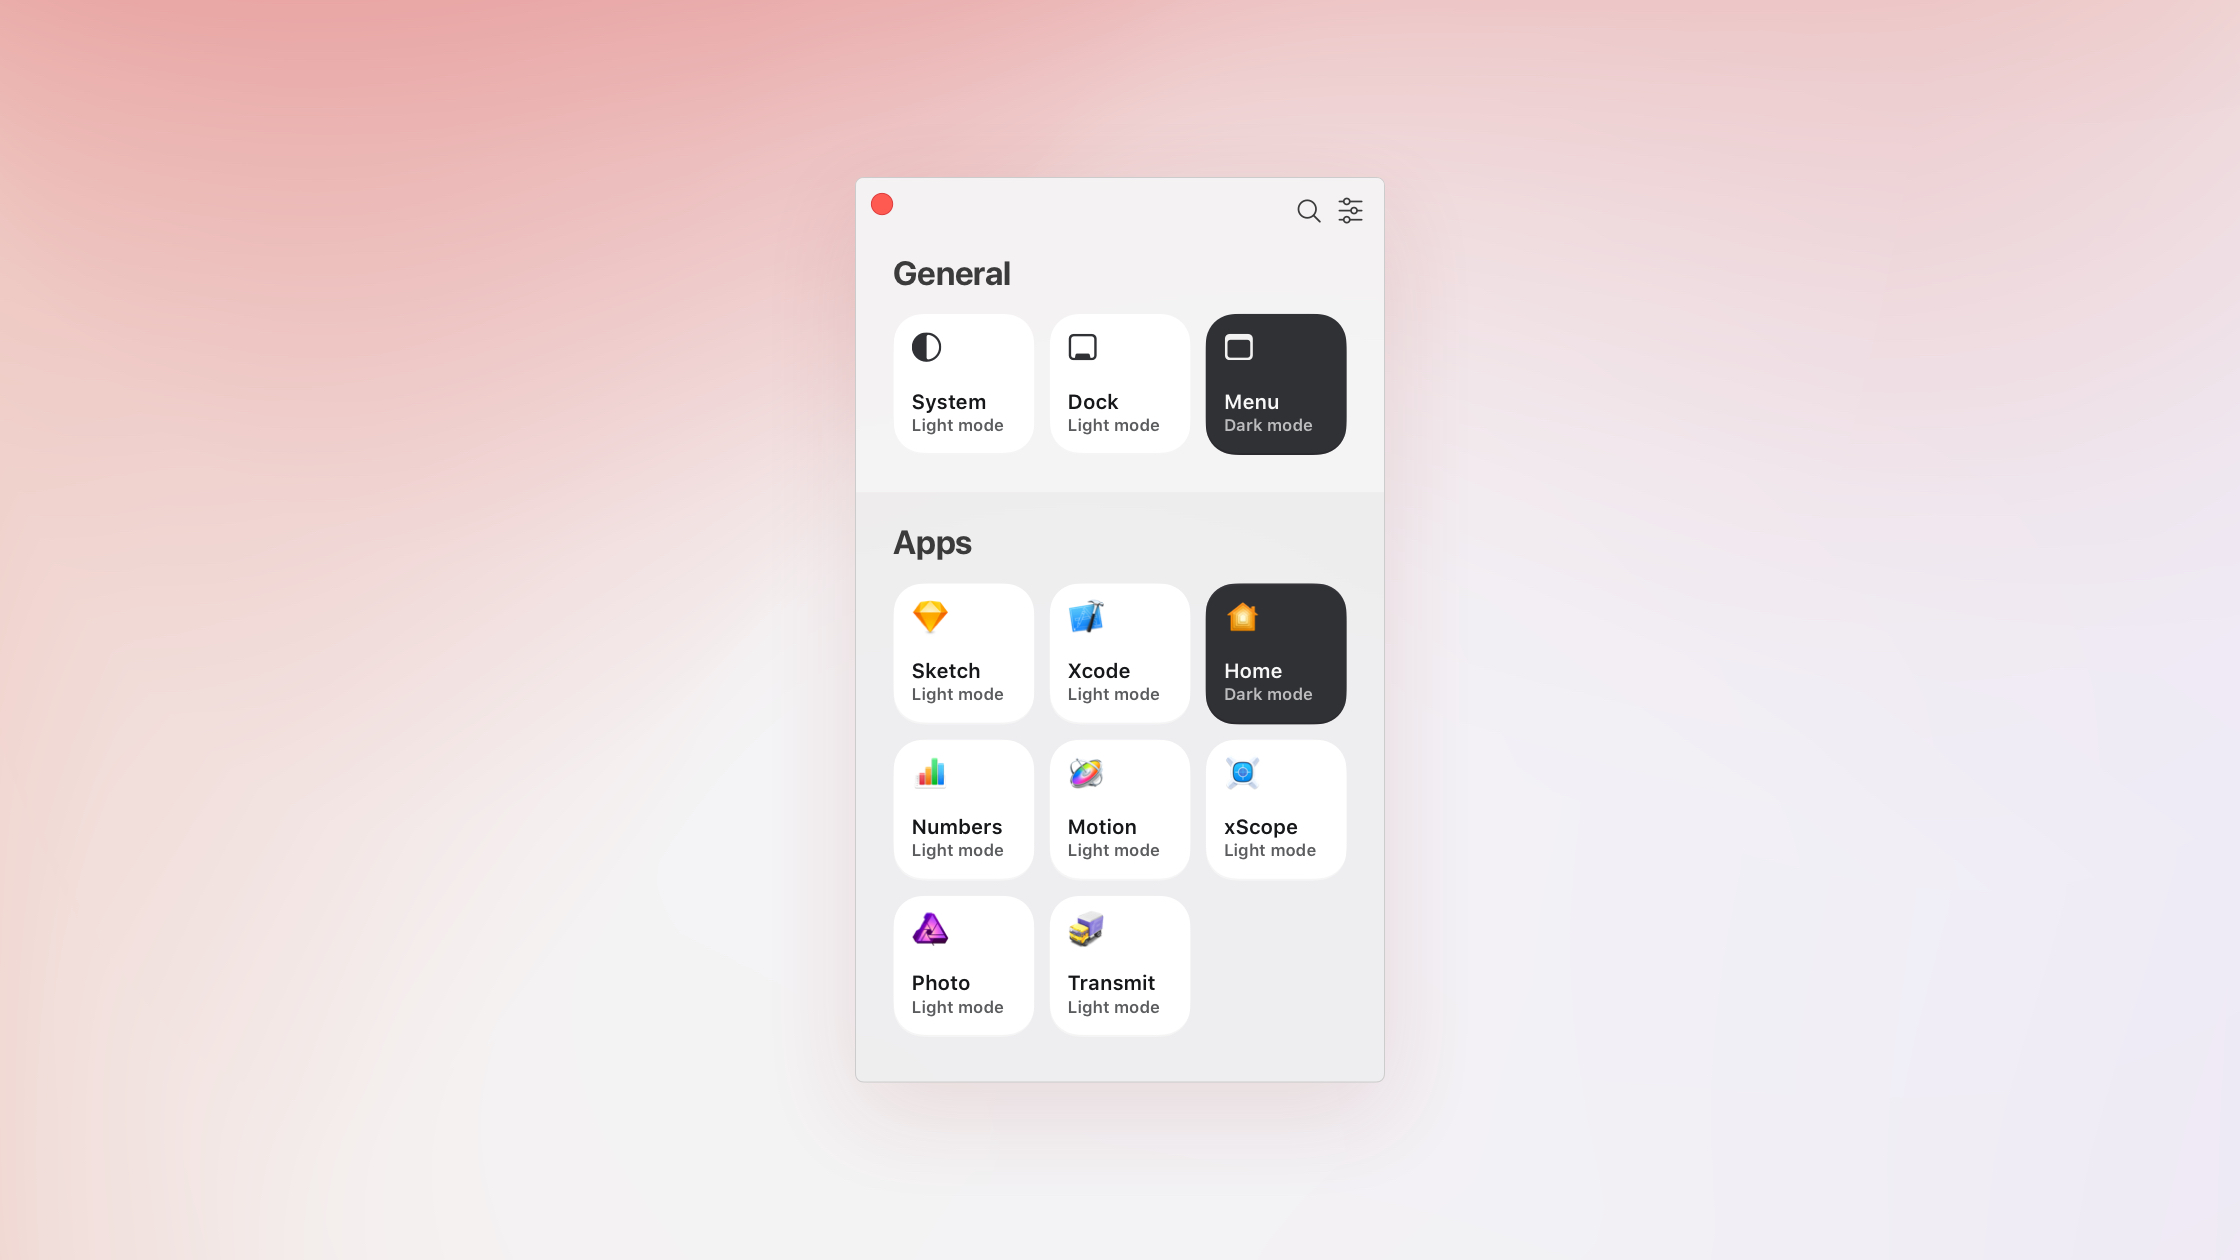 General
System
Light mode
Dock
Light mode
Menu
Dark mode
Apps
Sketch
Light mode
Xcode
Light mode
Home
Dark mode
Numbers
Light mode
Motion
Light mode
xScope
Light mode
Photo
Light mode
Transmit
Light mode